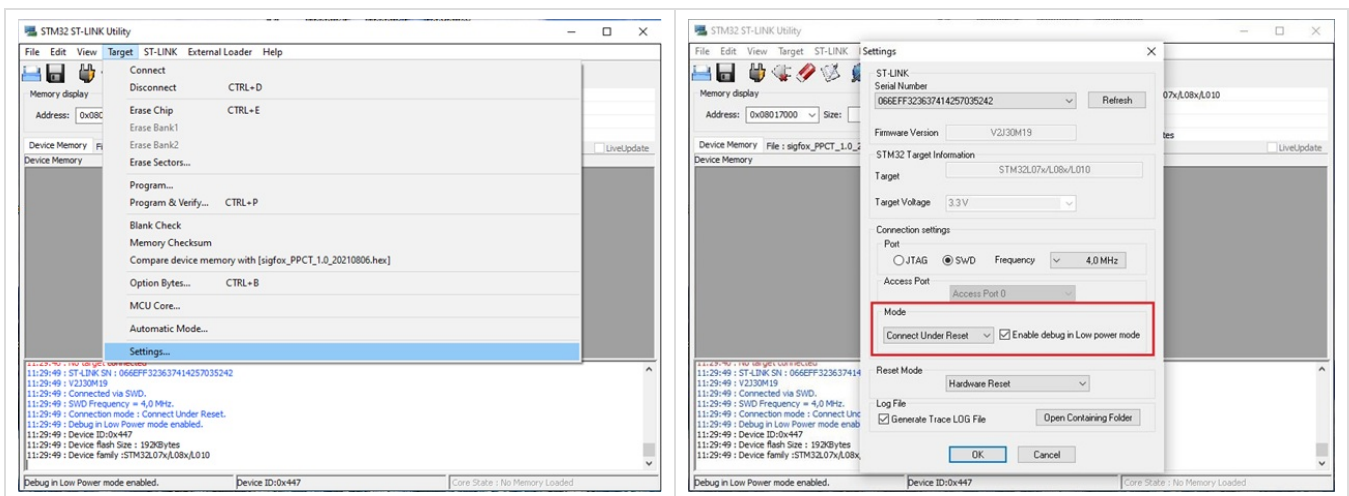 STM32 ST-LINK Utility
File Edit View Target ST-LINK External Loader Help
Memory display
Address: 0x080
Device Memory
LiveUpdate
Device Memory
Connect
Disconnect CTRL+D
Erase Chip CTRL+E
Erase Bank1
Erase Bank2
Erase Sectors...
Program...
Program & Verify... CTRL+P
Blank Check
Memory Checksum
Compare device memory with [sigfox_PPCT_1.0_20210806.hex]
Option Bytes... CTRL+B
MCU Core...
Automatic Mode...
Settings...
11:29:40 : No target connected
11:29:49 : ST-LINK SN : 066EFF323637414257035242
11:29:49 : V2J30M19
11:29:49 : Connected via SWD.
11:29:49 : SWD Frequency = 4,0 MHz.
11:29:49 : Connection mode : Connect Under Reset.
11:29:49 : Debug in Low Power mode enabled.
11:29:49 : Device ID:0x447
11:29:49 : Device flash Size : 192KBytes
11:29:49 : Device family :STM32L07x/L08x/L010
Debug in Low Power mode enabled. Device ID:0x447 Core State : No Memory Loaded
STM32 ST-LINK Utility
File Edit View Target ST-LINK
Memory display
Address: 0x08017000 Size:
07x/L08x/L010
tes
Device Memory File : sigfox_PPCT_1.0_2
LiveUpdate
Device Memory
Settings
ST-LINK
Serial Number
066EFF323637414257035242 Refresh
Firmware Version V2J30M19
STM32 Target Information
Target STM32L07x/L08x/L010
Target Voltage 3.3 V
Connection settings
Port
JTAG SWD Frequency 4,0 MHz
Access Port
Access Port 0
Mode
Connect Under Reset Enable debug in Low power mode
Reset Mode
Hardware Reset
Log File
Generate Trace LOG File Open Containing Folder
OK Cancel
11:29:49 : ST-LINK SN : 066EFF323637414
11:29:49 : V2J30M19
11:29:49 : Connected via SWD.
11:29:49 : SWD Frequency = 4,0 MHz.
11:29:49 : Connection mode : Connect Und
11:29:49 : Debug in Low Power mode enab
11:29:49 : Device ID:0x447
11:29:49 : Device flash Size : 192KBytes
11:29:49 : Device family :STM32L07x/L08x,
Debug in Low Power mode enabled. Device ID:0x447 Core State : No Memory Loaded